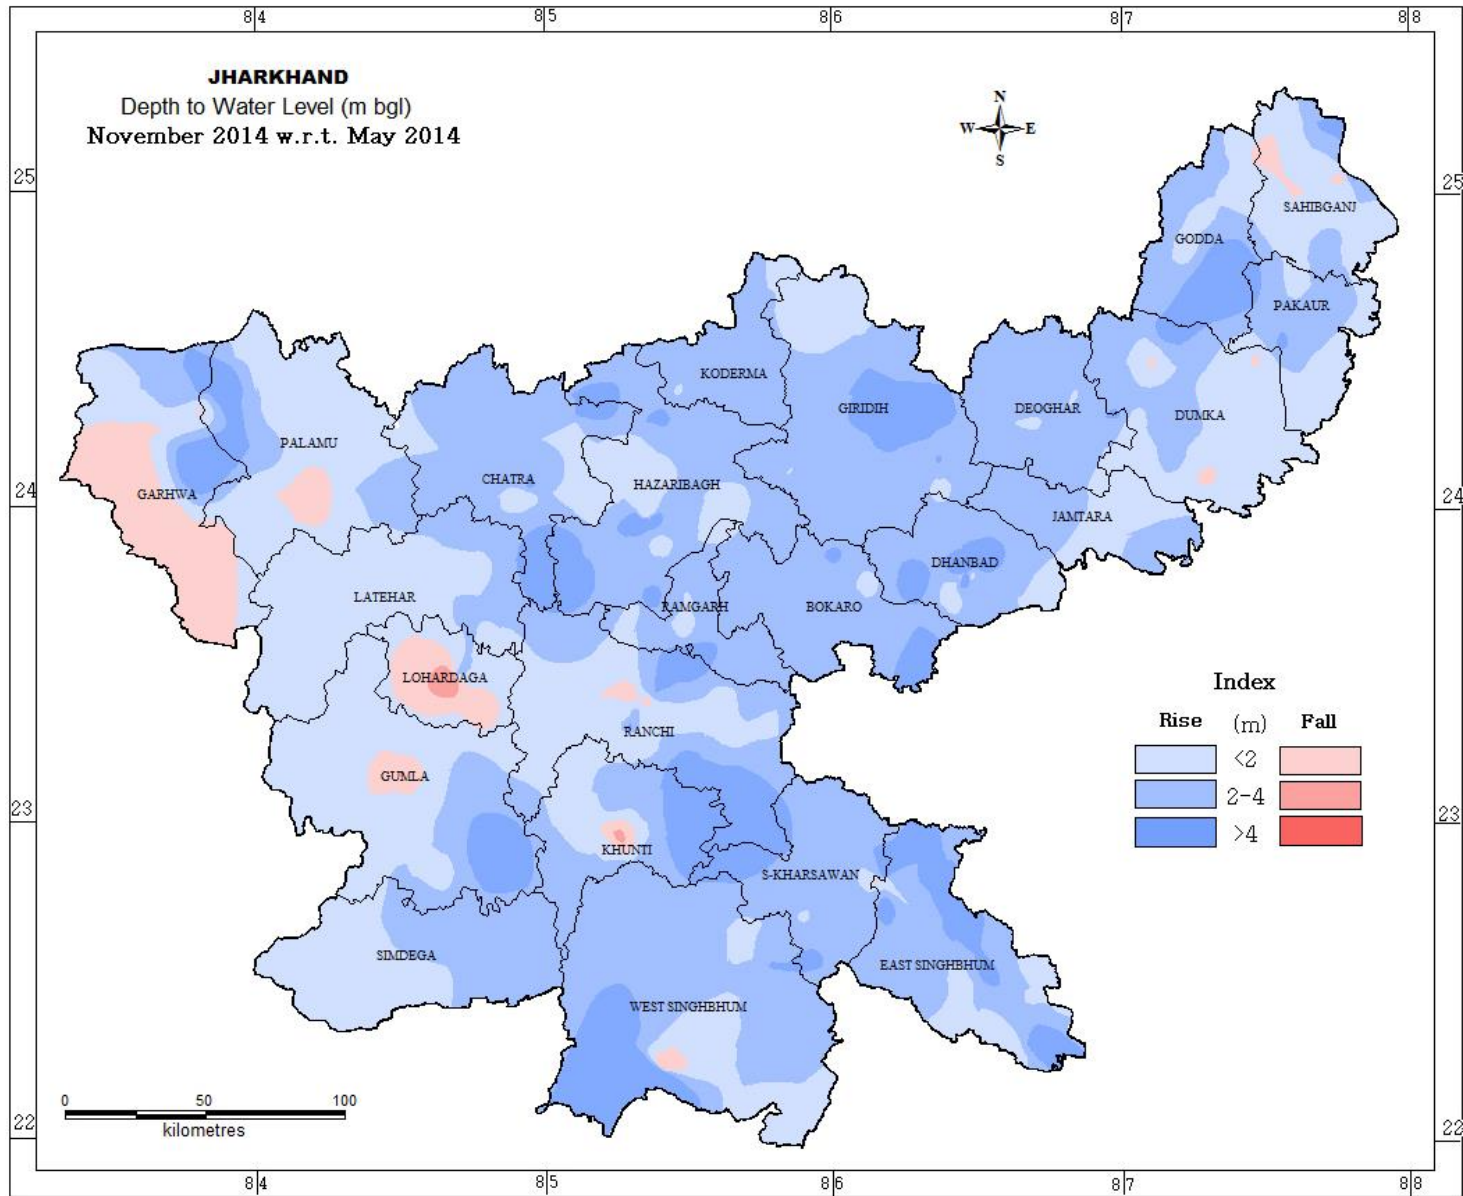 84 85 86 87 88
JHARKHAND
Depth to Water Level (m bgl)
November 2014 w.r.t. May 2014
N
W E
S
25 25
SAHIBGANJ
GODDA
PAKAUR
KODERMA
GIRIDIH
DEOGHAR
DUMKA
PALAMU
CHATRA
HAZARIBAGH
GARHWA
24 24
JAMTARA
DHANBAD
LATEHAR
RAMGARH
BOKARO
LOHARDAGA
Index
Rise (m) Fall
RANCHI
<2
GUMLA
2-4
23 23
>4
KHUNTI
S-KHARSAWAN
SIMDEGA
EAST SINGHBHUM
WEST SINGHBHUM
0 50 100
kilometres
22 22
84 85 86 87 88